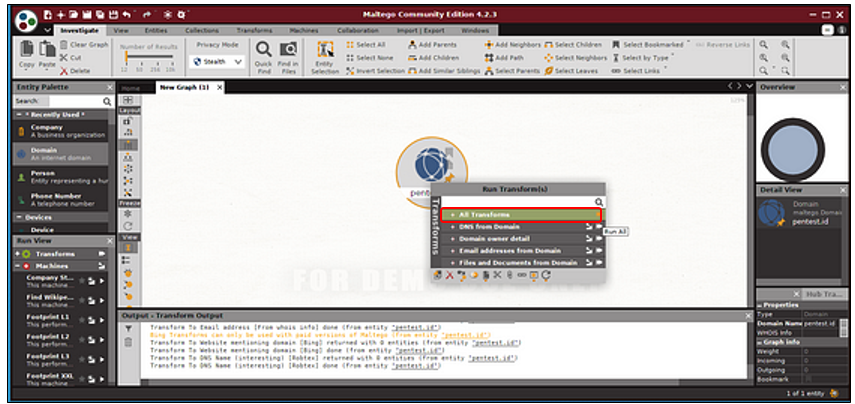 Maltego Community Edition 4.2.3
Investigate View Entities Collections Transforms Machines Collaboration Import | Export Windows
Copy Paste
Clear Graph
Cut
Delete
Number of Results
12 50 256 10k
Privacy Mode
Stealth
Quick Find
Find in Files
Entity Selection
Select All
Select None
Invert Selection
Add Parents
Add Children
Add Similar Siblings
Add Neighbors
Add Path
Select Parents
Select Children
Select Neighbors
Select Leaves
Select Bookmarked
Select by Type
Select Links
Reverse Links
Entity Palette
Search:
Recently Used
Company
A business organization
Domain
An internet domain
Person
Entity representing a hur
Phone Number
A telephone number
Devices
Device
Run View
Transforms
Machines
Company St...
This machine...
Find Wikipe...
This machine...
Footprint L1
This perform...
Footprint L2
This perform...
Footprint L3
This perform...
Footprint XXL
This machine
Home New Graph (1)
Layout
Freeze
View
pent
Run Transform(s)
Transforms
+ All Transforms
+ DNS from Domain
+ Domain owner detail
+ Email addresses from Domain
+ Files and Documents from Domain
Run All
FOR DEM
Output - Transform Output
Transform To Email address [From whois info] done (from entity "pentest.id")
Bing Transforms can only be used with paid versions of Maltego (from entity "pentest.id")
Transform To Website mentioning domain [Bing] returned with 0 entities (from entity "pentest.id")
Transform To Website mentioning domain [Bing] done (from entity "pentest.id")
Transform To DNS Name (interesting) [Robtex] returned with 0 entities (from entity "pentest.id")
Transform To DNS Name (interesting) [Robtex] done (from entity "pentest.id")
Overview
Detail View
Domain
maltego.Domai
pentest.id
Hub Tra...
Properties
Type Domain
Domain Name pentest.id
WHOIS Info
Graph info
Weight 0
Incoming 0
Outgoing 0
Bookmark
1 of 1 entity